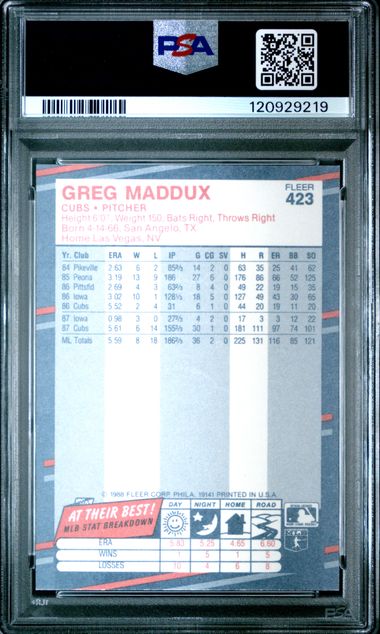 PSA
120929219
GREG MADDUX
CUBS • PITCHER
FLEER
423
Height 6'0", Weight 150, Bats Right, Throws Right
Born 4-14-66, San Angelo, TX
Home Las Vegas, NV
Yr. Club ERA W L IP G CG SV H R ER BB SO
84 Pikeville 2.63 6 2 85⅔ 14 2 0 63 35 25 41 62
85 Peoria 3.19 13 9 186 27 6 0 176 86 66 52 125
86 Pittsfld 2.69 4 3 63⅔ 8 4 0 49 22 19 15 35
86 Iowa 3.02 10 1 128⅓ 18 5 0 127 49 43 30 65
86 Cubs 5.52 2 4 31 6 1 0 44 20 19 11 20
87 Iowa 0.98 3 0 27⅔ 4 2 0 17 3 3 12 22
87 Cubs 5.61 6 14 155⅔ 30 1 0 181 111 97 74 101
ML Totals 5.59 8 18 186⅔ 36 2 0 225 131 116 85 121
© 1988 FLEER CORP. PHILA. 19141 PRINTED IN U.S.A.
AT THEIR BEST!
MLB STAT BREAKDOWN
DAY NIGHT HOME ROAD
ERA 5.83 5.25 4.65 6.60
WINS 1 5 1 5
LOSSES 10 4 6 8
PSA